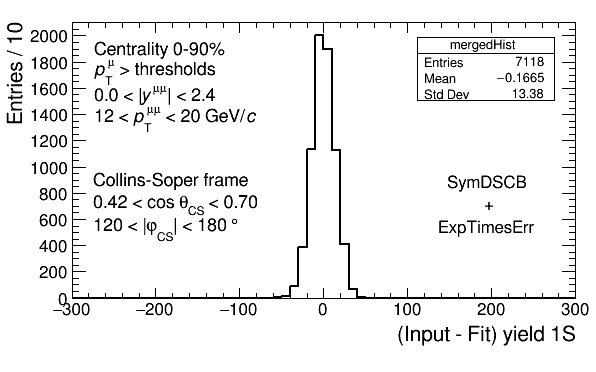 Entries / 10
2000
1800
1600
1400
1200
1000
800
600
400
200
0
Centrality 0-90%
p_T^μ > thresholds
0.0 < |y^μμ| < 2.4
12 < p_T^μμ < 20 GeV/c
Collins-Soper frame
0.42 < cos θ_CS < 0.70
120 < |φ_CS| < 180 °
mergedHist
Entries 7118
Mean −0.1665
Std Dev 13.38
SymDSCB
+
ExpTimesErr
−300 −200 −100 0 100 200 300
(Input - Fit) yield 1S